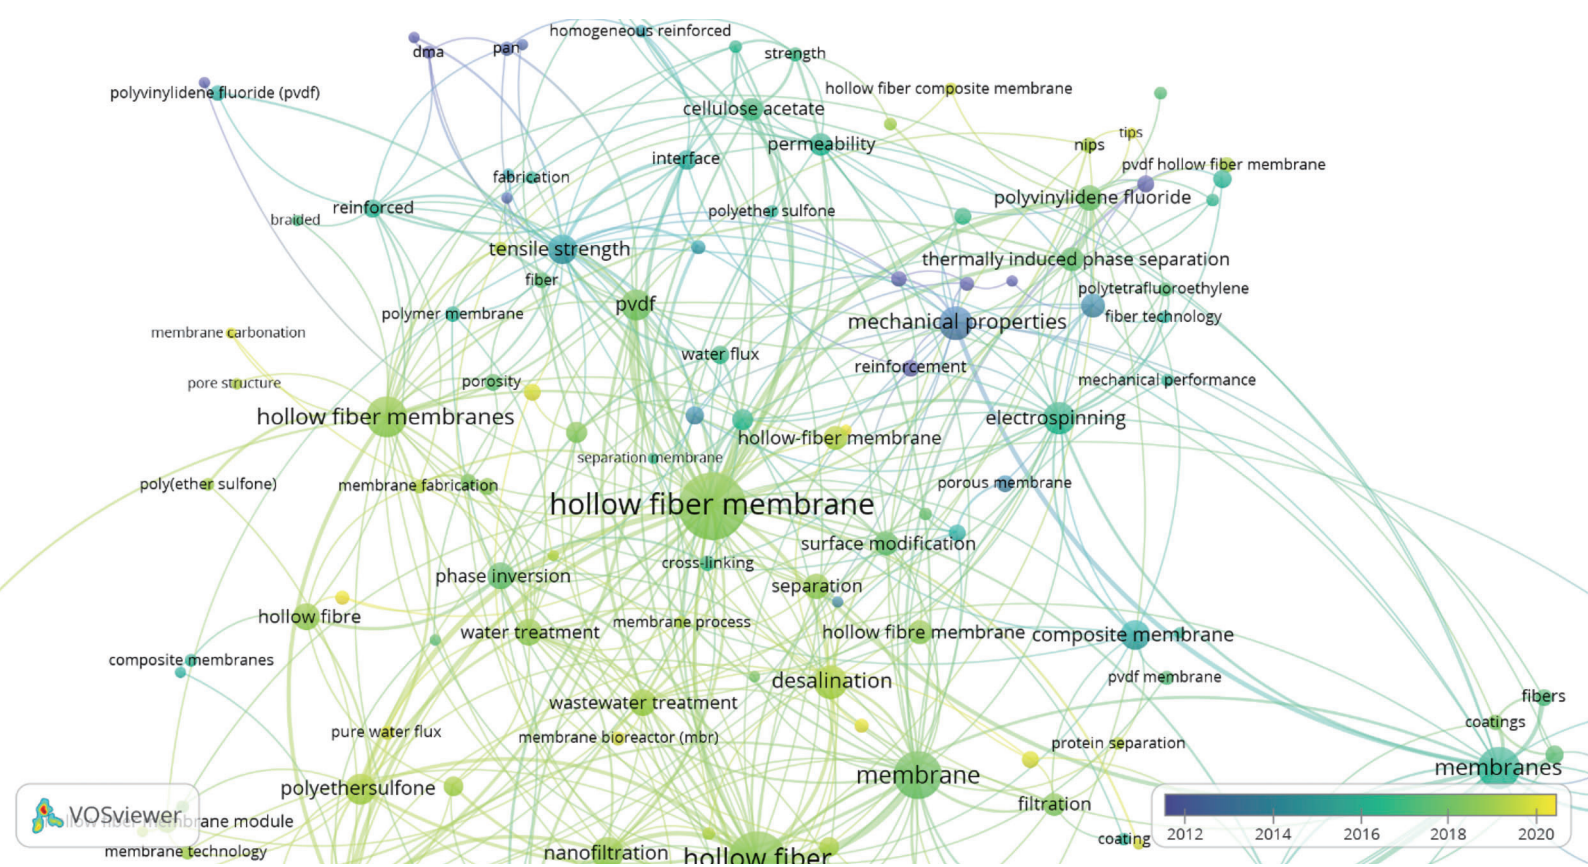 homogeneous reinforced
dma
pan
strength
polyvinylidene fluoride (pvdf)
hollow fiber composite membrane
cellulose acetate
tips
permeability
nips
interface
pvdf hollow fiber membrane
fabrication
polyvinylidene fluoride
reinforced
polyether sulfone
braided
tensile strength
thermally induced phase separation
fiber
polytetrafluoroethylene
pvdf
polymer membrane
fiber technology
mechanical properties
membrane carbonation
water flux
reinforcement
pore structure
porosity
mechanical performance
hollow fiber membranes
electrospinning
hollow-fiber membrane
separation membrane
poly(ether sulfone)
membrane fabrication
porous membrane
hollow fiber membrane
surface modification
cross-linking
phase inversion
separation
hollow fibre
membrane process
water treatment
hollow fibre membrane
composite membrane
composite membranes
pvdf membrane
desalination
fibers
wastewater treatment
coatings
pure water flux
membrane bioreactor (mbr)
protein separation
membranes
membrane
polyethersulfone
filtration
VOSviewer
hollow fiber membrane module
2012 2014 2016 2018 2020
coating
membrane technology
nanofiltration
hollow fiber